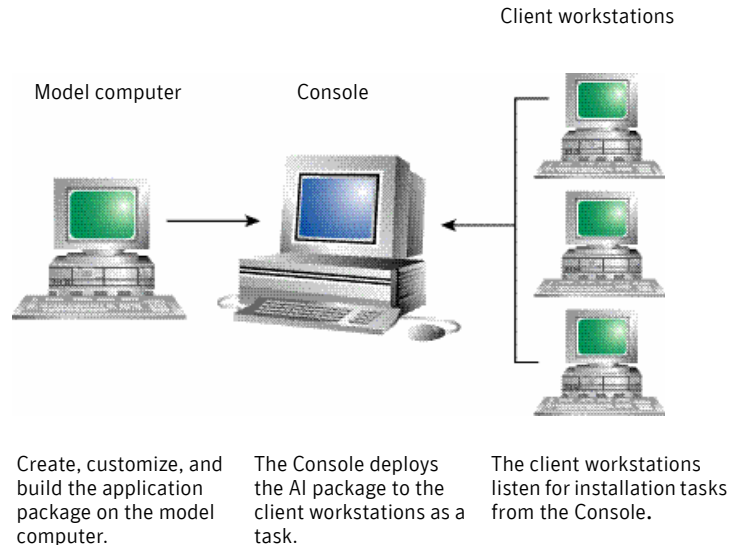 Client workstations
Model computer
Console
Create, customize, and
build the application
package on the model
computer.
The Console deploys
the AI package to the
client workstations as a
task.
The client workstations
listen for installation tasks
from the Console.